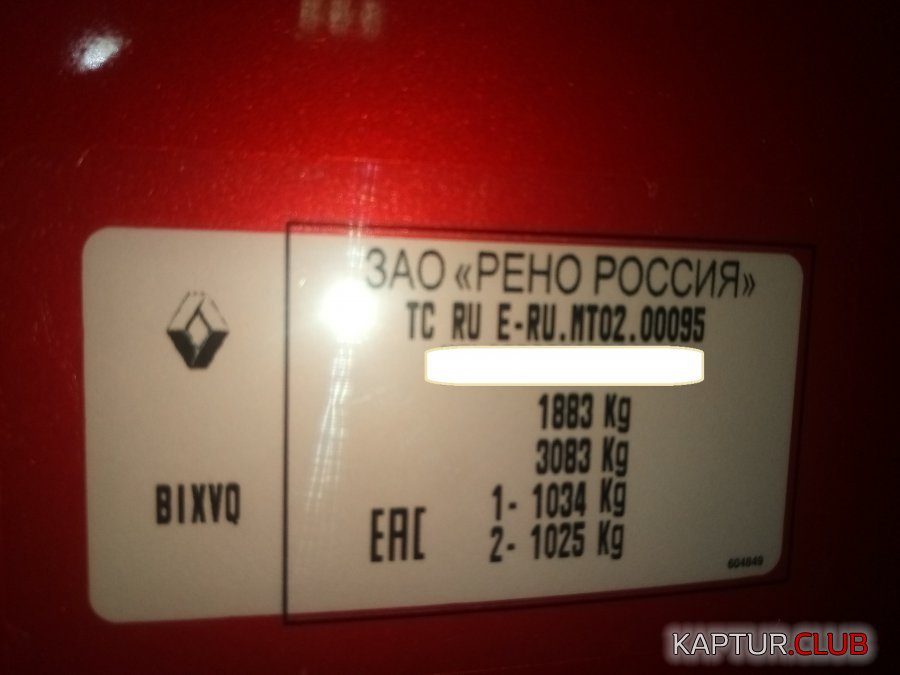 ЗАО «РЕНО РОССИЯ»
TC RU E-RU.MT02.00095
1883 Kg
3083 Kg
1- 1034 Kg
2- 1025 Kg
BIXVQ
EAC
604849
KAPTUR.CLUB